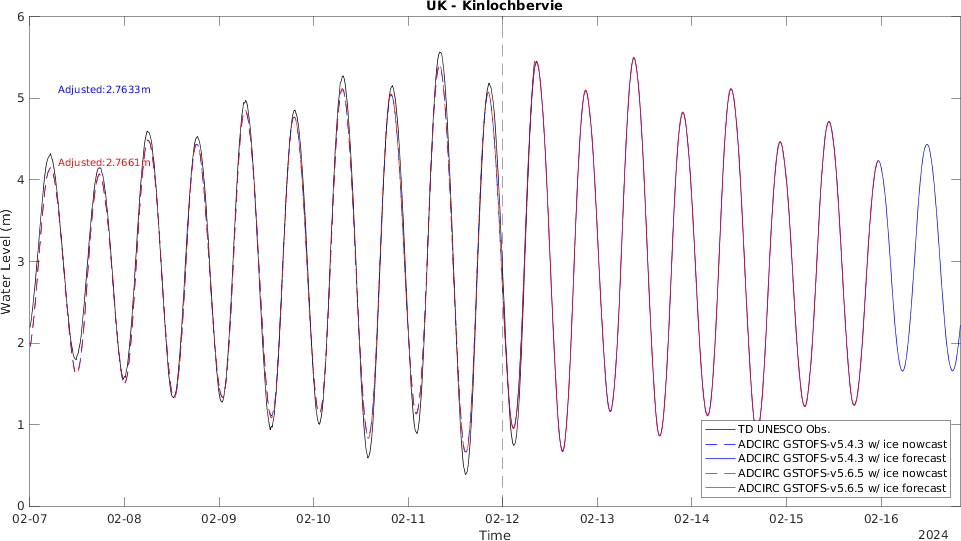 UK - Kinlochbervie
6
5
4
3
2
1
0
Water Level (m)
Adjusted:2.7633m
Adjusted:2.7661m
TD UNESCO Obs.
ADCIRC GSTOFS-v5.4.3 w/ ice nowcast
ADCIRC GSTOFS-v5.4.3 w/ ice forecast
ADCIRC GSTOFS-v5.6.5 w/ ice nowcast
ADCIRC GSTOFS-v5.6.5 w/ ice forecast
02-07 02-08 02-09 02-10 02-11 02-12 02-13 02-14 02-15 02-16
Time
2024